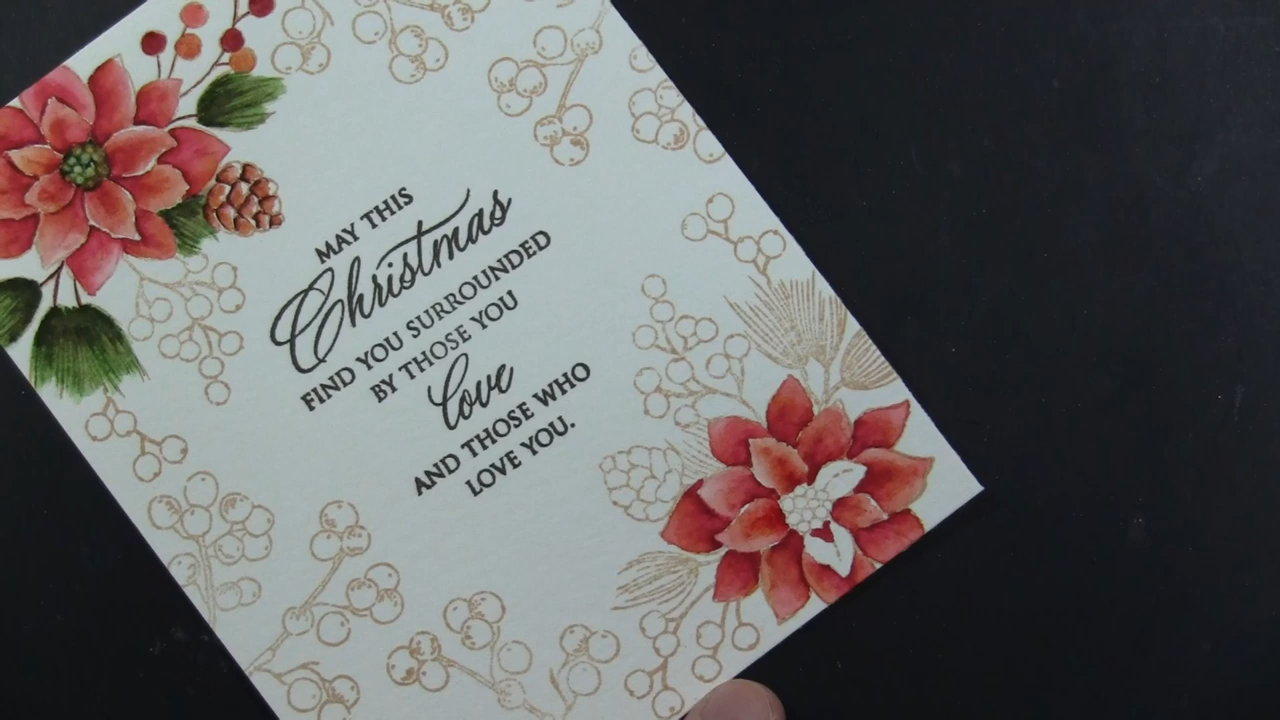 MAY THIS
Christmas
FIND YOU SURROUNDED
BY THOSE YOU
love
AND THOSE WHO
LOVE YOU.